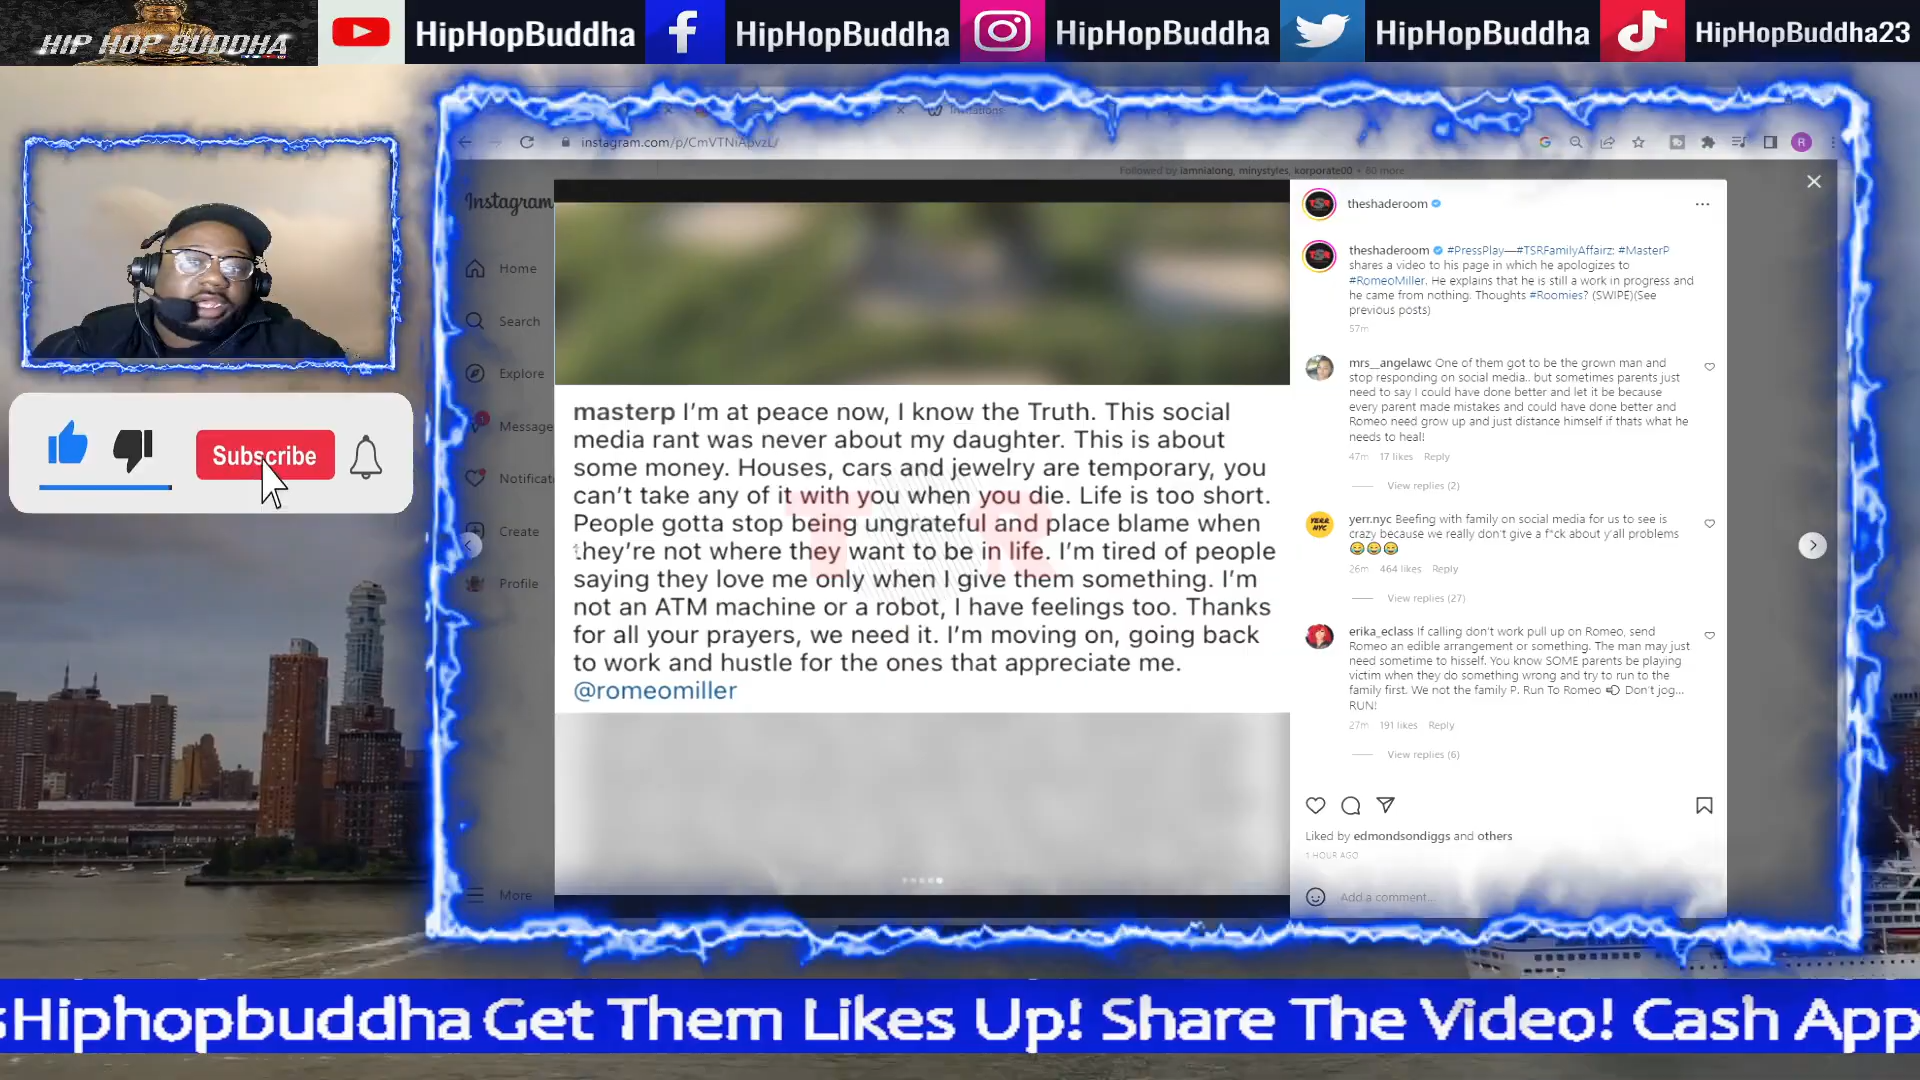 HIP HOP BUDDHA
HipHopBuddha
HipHopBuddha
HipHopBuddha
HipHopBuddha
HipHopBuddha23
Invitations
instagram.com/p/CmVTNiApvzL/
R
Followed by iamnialong, minystyles, korporate00 • 60 more
Instagram
Home
Search
Explore
Message
Notificat
Create
Profile
More
Subscribe
masterp I'm at peace now, I know the Truth. This social
media rant was never about my daughter. This is about
some money. Houses, cars and jewelry are temporary, you
can't take any of it with you when you die. Life is too short.
People gotta stop being ungrateful and place blame when
they're not where they want to be in life. I'm tired of people
saying they love me only when I give them something. I'm
not an ATM machine or a robot, I have feelings too. Thanks
for all your prayers, we need it. I'm moving on, going back
to work and hustle for the ones that appreciate me.
@romeomiller
TSR
theshaderoom
theshaderoom #PressPlay—#TSRFamilyAffairz: #MasterP
shares a video to his page in which he apologizes to
#RomeoMiller. He explains that he is still a work in progress and
he came from nothing. Thoughts #Roomies? (SWIPE)(See
previous posts)
57m
mrs__angelawc One of them got to be the grown man and
stop responding on social media.. but sometimes parents just
need to say I could have done better and let it be because
every parent made mistakes and could have done better and
Romeo need grow up and just distance himself if thats what he
needs to heal!
47m 17 likes Reply
View replies (2)
YERR NYC
yerr.nyc Beefing with family on social media for us to see is
crazy because we really don't give a f*ck about y'all problems
😂😂😂
26m 464 likes Reply
View replies (27)
erika_eclass If calling don't work pull up on Romeo, send
Romeo an edible arrangement or something. The man may just
need sometime to hisself. You know SOME parents be playing
victim when they do something wrong and try to run to the
family first. We not the family P. Run To Romeo 💨 Don't jog...
RUN!
27m 191 likes Reply
View replies (6)
Liked by edmondsondiggs and others
1 HOUR AGO
Add a comment...
sHiphopbuddha Get Them Likes Up! Share The Video! Cash App